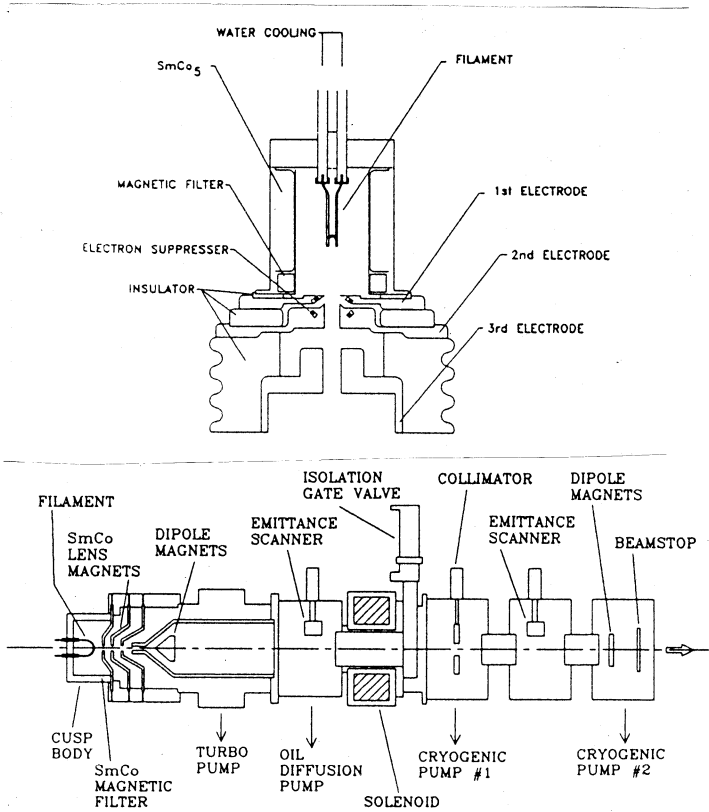 WATER COOLING
SmCo5
FILAMENT
MAGNETIC FILTER
1st ELECTRODE
ELECTRON SUPPRESSER
2nd ELECTRODE
INSULATOR
3rd ELECTRODE
ISOLATION
GATE VALVE
COLLIMATOR
DIPOLE
MAGNETS
FILAMENT
SmCo
LENS
MAGNETS
DIPOLE
MAGNETS
EMITTANCE
SCANNER
EMITTANCE
SCANNER
BEAMSTOP
CUSP
BODY
SmCo
MAGNETIC
FILTER
TURBO
PUMP
OIL
DIFFUSION
PUMP
SOLENOID
CRYOGENIC
PUMP #1
CRYOGENIC
PUMP #2